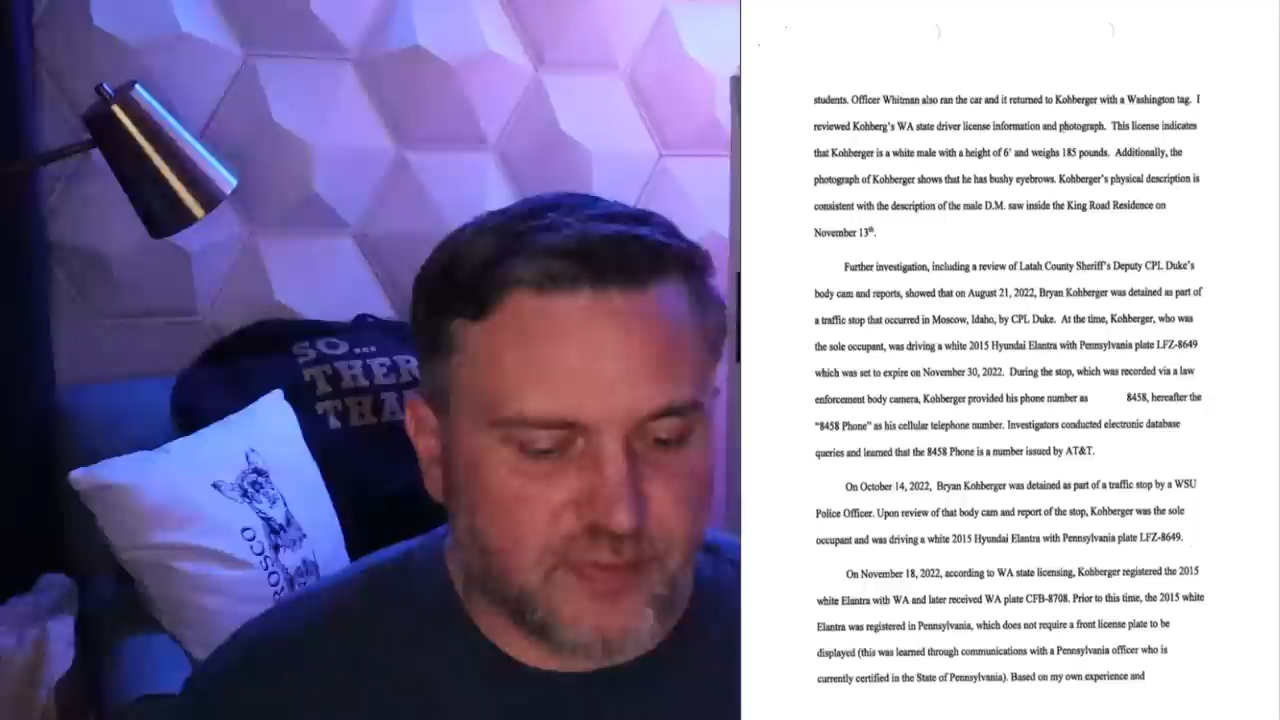 SO...
THER
THA
ROSCO
students. Officer Whitman also ran the car and it returned to Kohberger with a Washington tag. I
reviewed Kohberg's WA state driver license information and photograph. This license indicates
that Kohberger is a white male with a height of 6' and weighs 185 pounds. Additionally, the
photograph of Kohberger shows that he has bushy eyebrows. Kohberger's physical description is
consistent with the description of the male D.M. saw inside the King Road Residence on
November 13th.
Further investigation, including a review of Latah County Sheriff's Deputy CPL Duke's
body cam and reports, showed that on August 21, 2022, Bryan Kohberger was detained as part of
a traffic stop that occurred in Moscow, Idaho, by CPL Duke. At the time, Kohberger, who was
the sole occupant, was driving a white 2015 Hyundai Elantra with Pennsylvania plate LFZ-8649
which was set to expire on November 30, 2022. During the stop, which was recorded via a law
enforcement body camera, Kohberger provided his phone number as 8458, hereafter the
"8458 Phone" as his cellular telephone number. Investigators conducted electronic database
queries and learned that the 8458 Phone is a number issued by AT&T.
On October 14, 2022, Bryan Kohberger was detained as part of a traffic stop by a WSU
Police Officer. Upon review of that body cam and report of the stop, Kohberger was the sole
occupant and was driving a white 2015 Hyundai Elantra with Pennsylvania plate LFZ-8649.
On November 18, 2022, according to WA state licensing, Kohberger registered the 2015
white Elantra with WA and later received WA plate CFB-8708. Prior to this time, the 2015 white
Elantra was registered in Pennsylvania, which does not require a front license plate to be
displayed (this was learned through communications with a Pennsylvania officer who is
currently certified in the State of Pennsylvania). Based on my own experience and